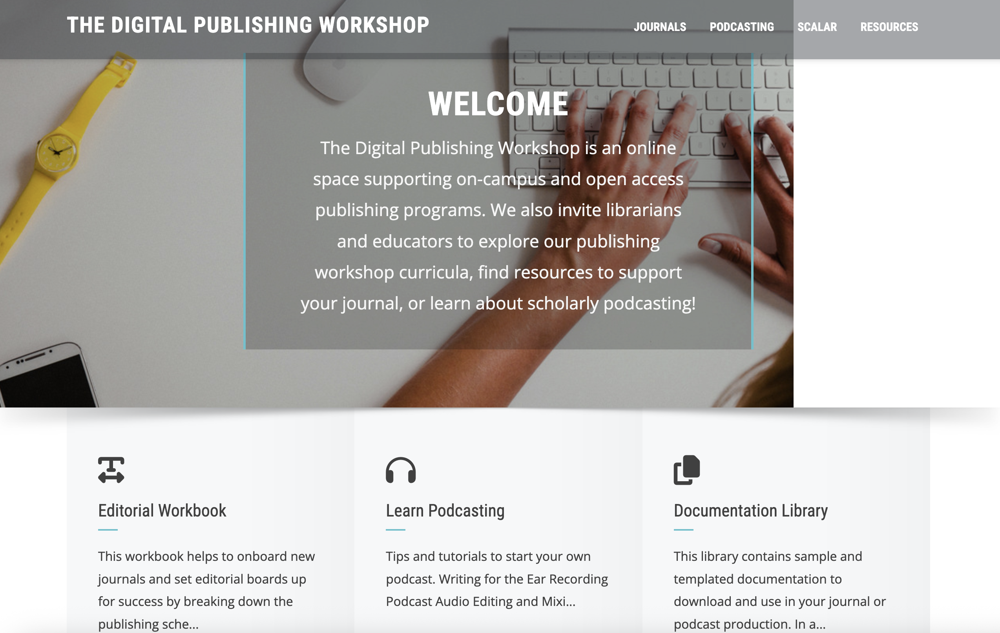 THE DIGITAL PUBLISHING WORKSHOP
JOURNALS PODCASTING SCALAR RESOURCES
WELCOME
The Digital Publishing Workshop is an online
space supporting on-campus and open access
publishing programs. We also invite librarians
and educators to explore our publishing
workshop curricula, find resources to support
your journal, or learn about scholarly podcasting!
Editorial Workbook
This workbook helps to onboard new
journals and set editorial boards up
for success by breaking down the
publishing sche...
Learn Podcasting
Tips and tutorials to start your own
podcast. Writing for the Ear Recording
Podcast Audio Editing and Mixi...
Documentation Library
This library contains sample and
templated documentation to
download and use in your journal or
podcast production. In a...